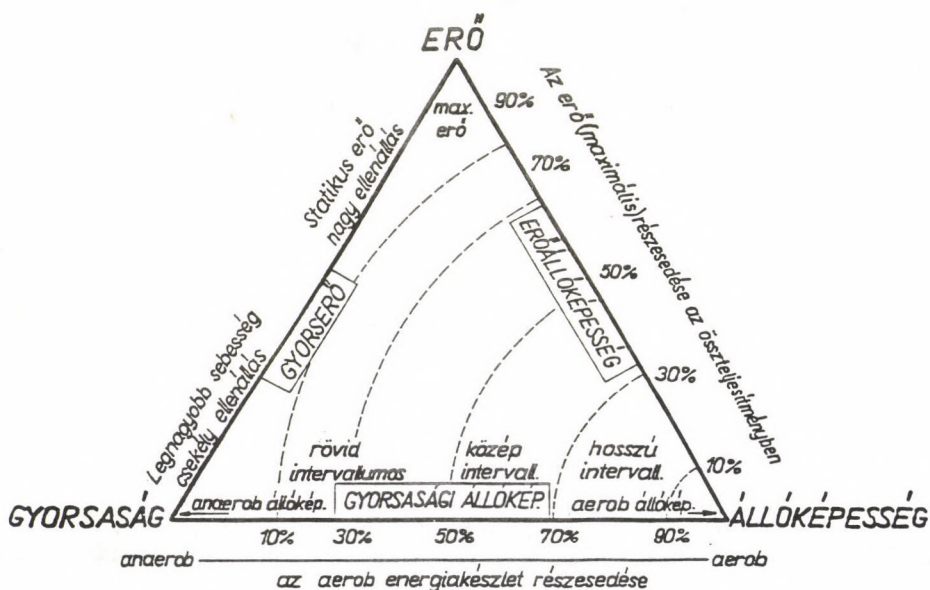 ERŐ
max.
erő
90%
70%
50%
30%
10%
Az erő (maximális) részesedése az összteljesítményben
Statikus erő
nagy ellenállás
Legnagyobb sebesség
csekély ellenállás
GYORSERŐ
ERŐÁLLÓKÉPESSÉG
rövid
intervallumos
közép
intervall.
hosszú
intervall.
anaerob állókép.
GYORSASÁGI ÁLLÓKÉP.
aerob állókép.
GYORSASÁG
ÁLLÓKÉPESSÉG
10% 30% 50% 70% 90%
anaerob
aerob
az aerob energiakészlet részesedése